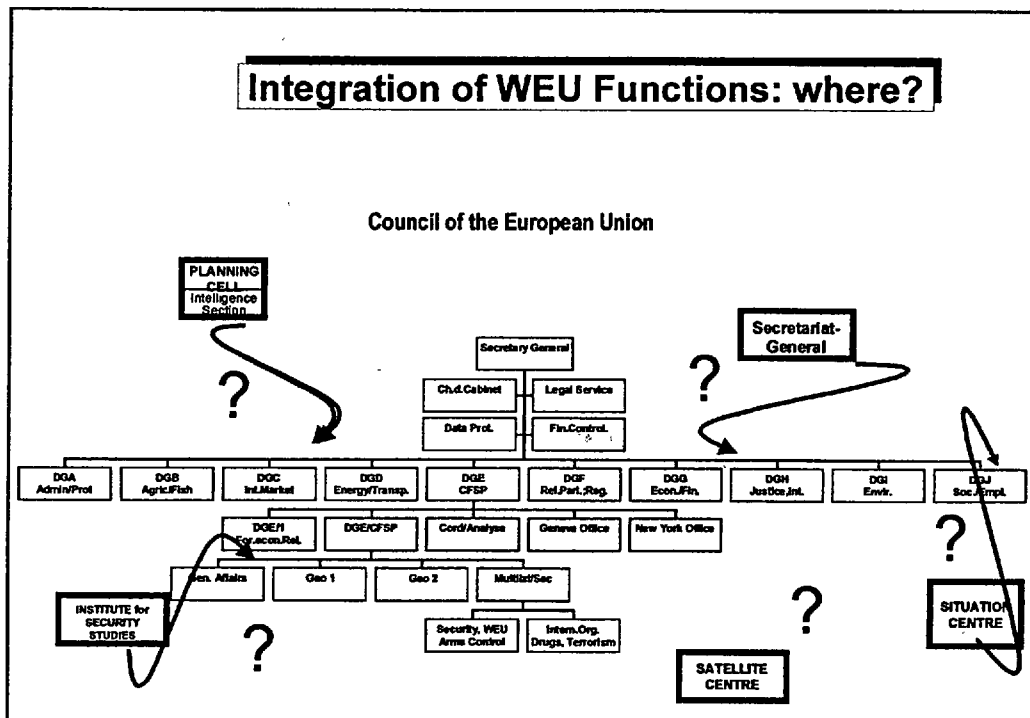 Integration of WEU Functions: where?
Council of the European Union
PLANNING
CELL
Intelligence
Section
Secretariat-
General
Secretary General
?
?
Ch.d.Cabinet
Legal Service
Data Prot.
Fin.Control.
DGA
Admin/Prot
DGB
Agric/Fish
DGC
Int.Market
DGD
Energy/Transp.
DGE
CFSP
DGF
Rel.Parl.;Reg.
DGG
Econ./Fin.
DGH
Justice,Int.
DGI
Envir.
DGJ
Soc./Empl.
DGE/1
For.econ.Rel.
DGE/CFSP
Cord/Analyse
Geneva Office
New York Office
?
Gen. Affairs
Geo 1
Geo 2
Multilat/Sec
INSTITUTE for
SECURITY
STUDIES
?
Security, WEU
Arms Control
Intern.Org.
Drugs, Terrorism
?
SITUATION
CENTRE
SATELLITE
CENTRE